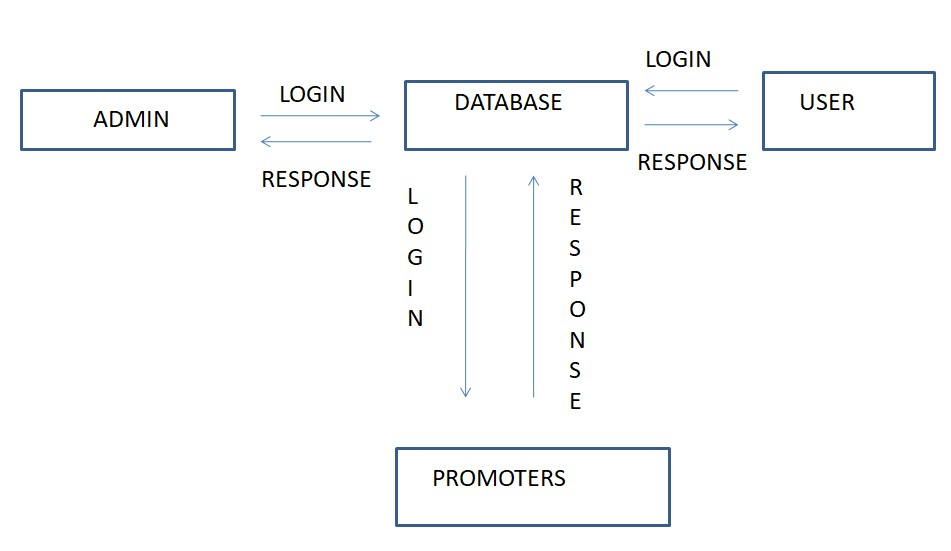 LOGIN
ADMIN
LOGIN
DATABASE
USER
RESPONSE
RESPONSE
L
O
G
I
N
R
E
S
P
O
N
S
E
PROMOTERS